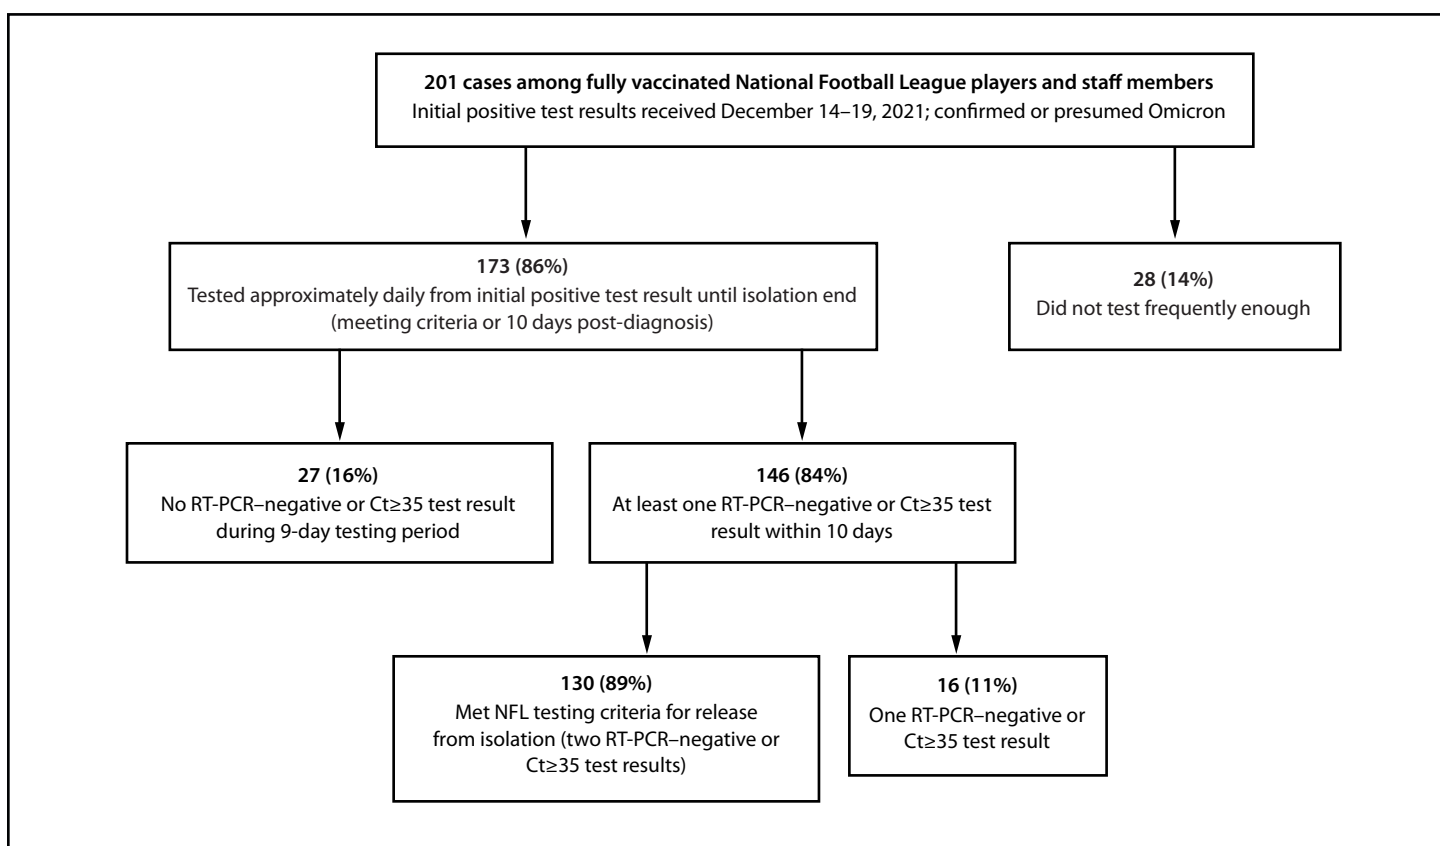 201 cases among fully vaccinated National Football League players and staff members
Initial positive test results received December 14–19, 2021; confirmed or presumed Omicron
173 (86%)
Tested approximately daily from initial positive test result until isolation end
(meeting criteria or 10 days post-diagnosis)
28 (14%)
Did not test frequently enough
27 (16%)
No RT-PCR–negative or Ct≥35 test result
during 9-day testing period
146 (84%)
At least one RT-PCR–negative or Ct≥35 test
result within 10 days
130 (89%)
Met NFL testing criteria for release
from isolation (two RT-PCR–negative or
Ct≥35 test results)
16 (11%)
One RT-PCR–negative or
Ct≥35 test result